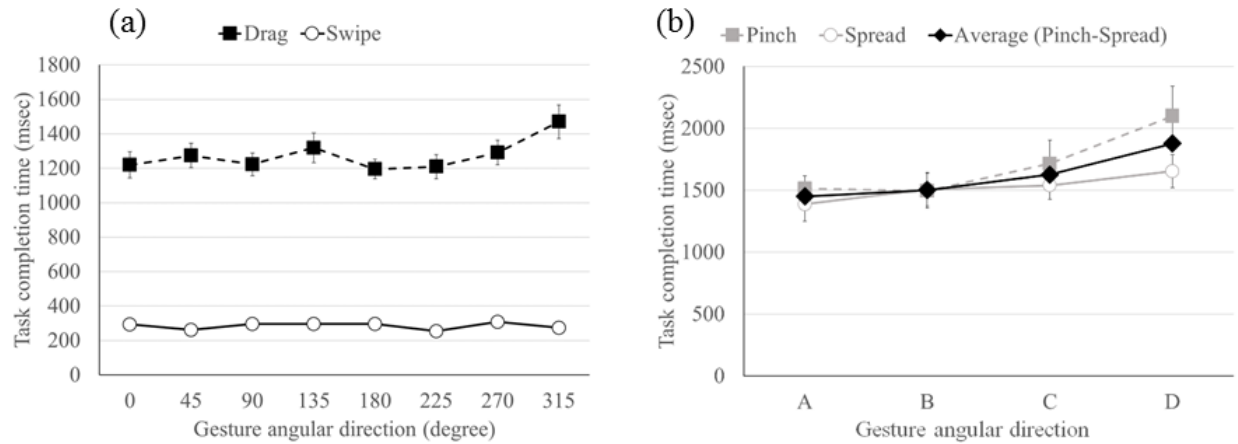 (a)
Drag Swipe
Task completion time (msec)
1800
1600
1400
1200
1000
800
600
400
200
0
0 45 90 135 180 225 270 315
Gesture angular direction (degree)
(b)
Pinch Spread Average (Pinch-Spread)
Task completion time (msec)
2500
2000
1500
1000
500
0
A B C D
Gesture angular direction